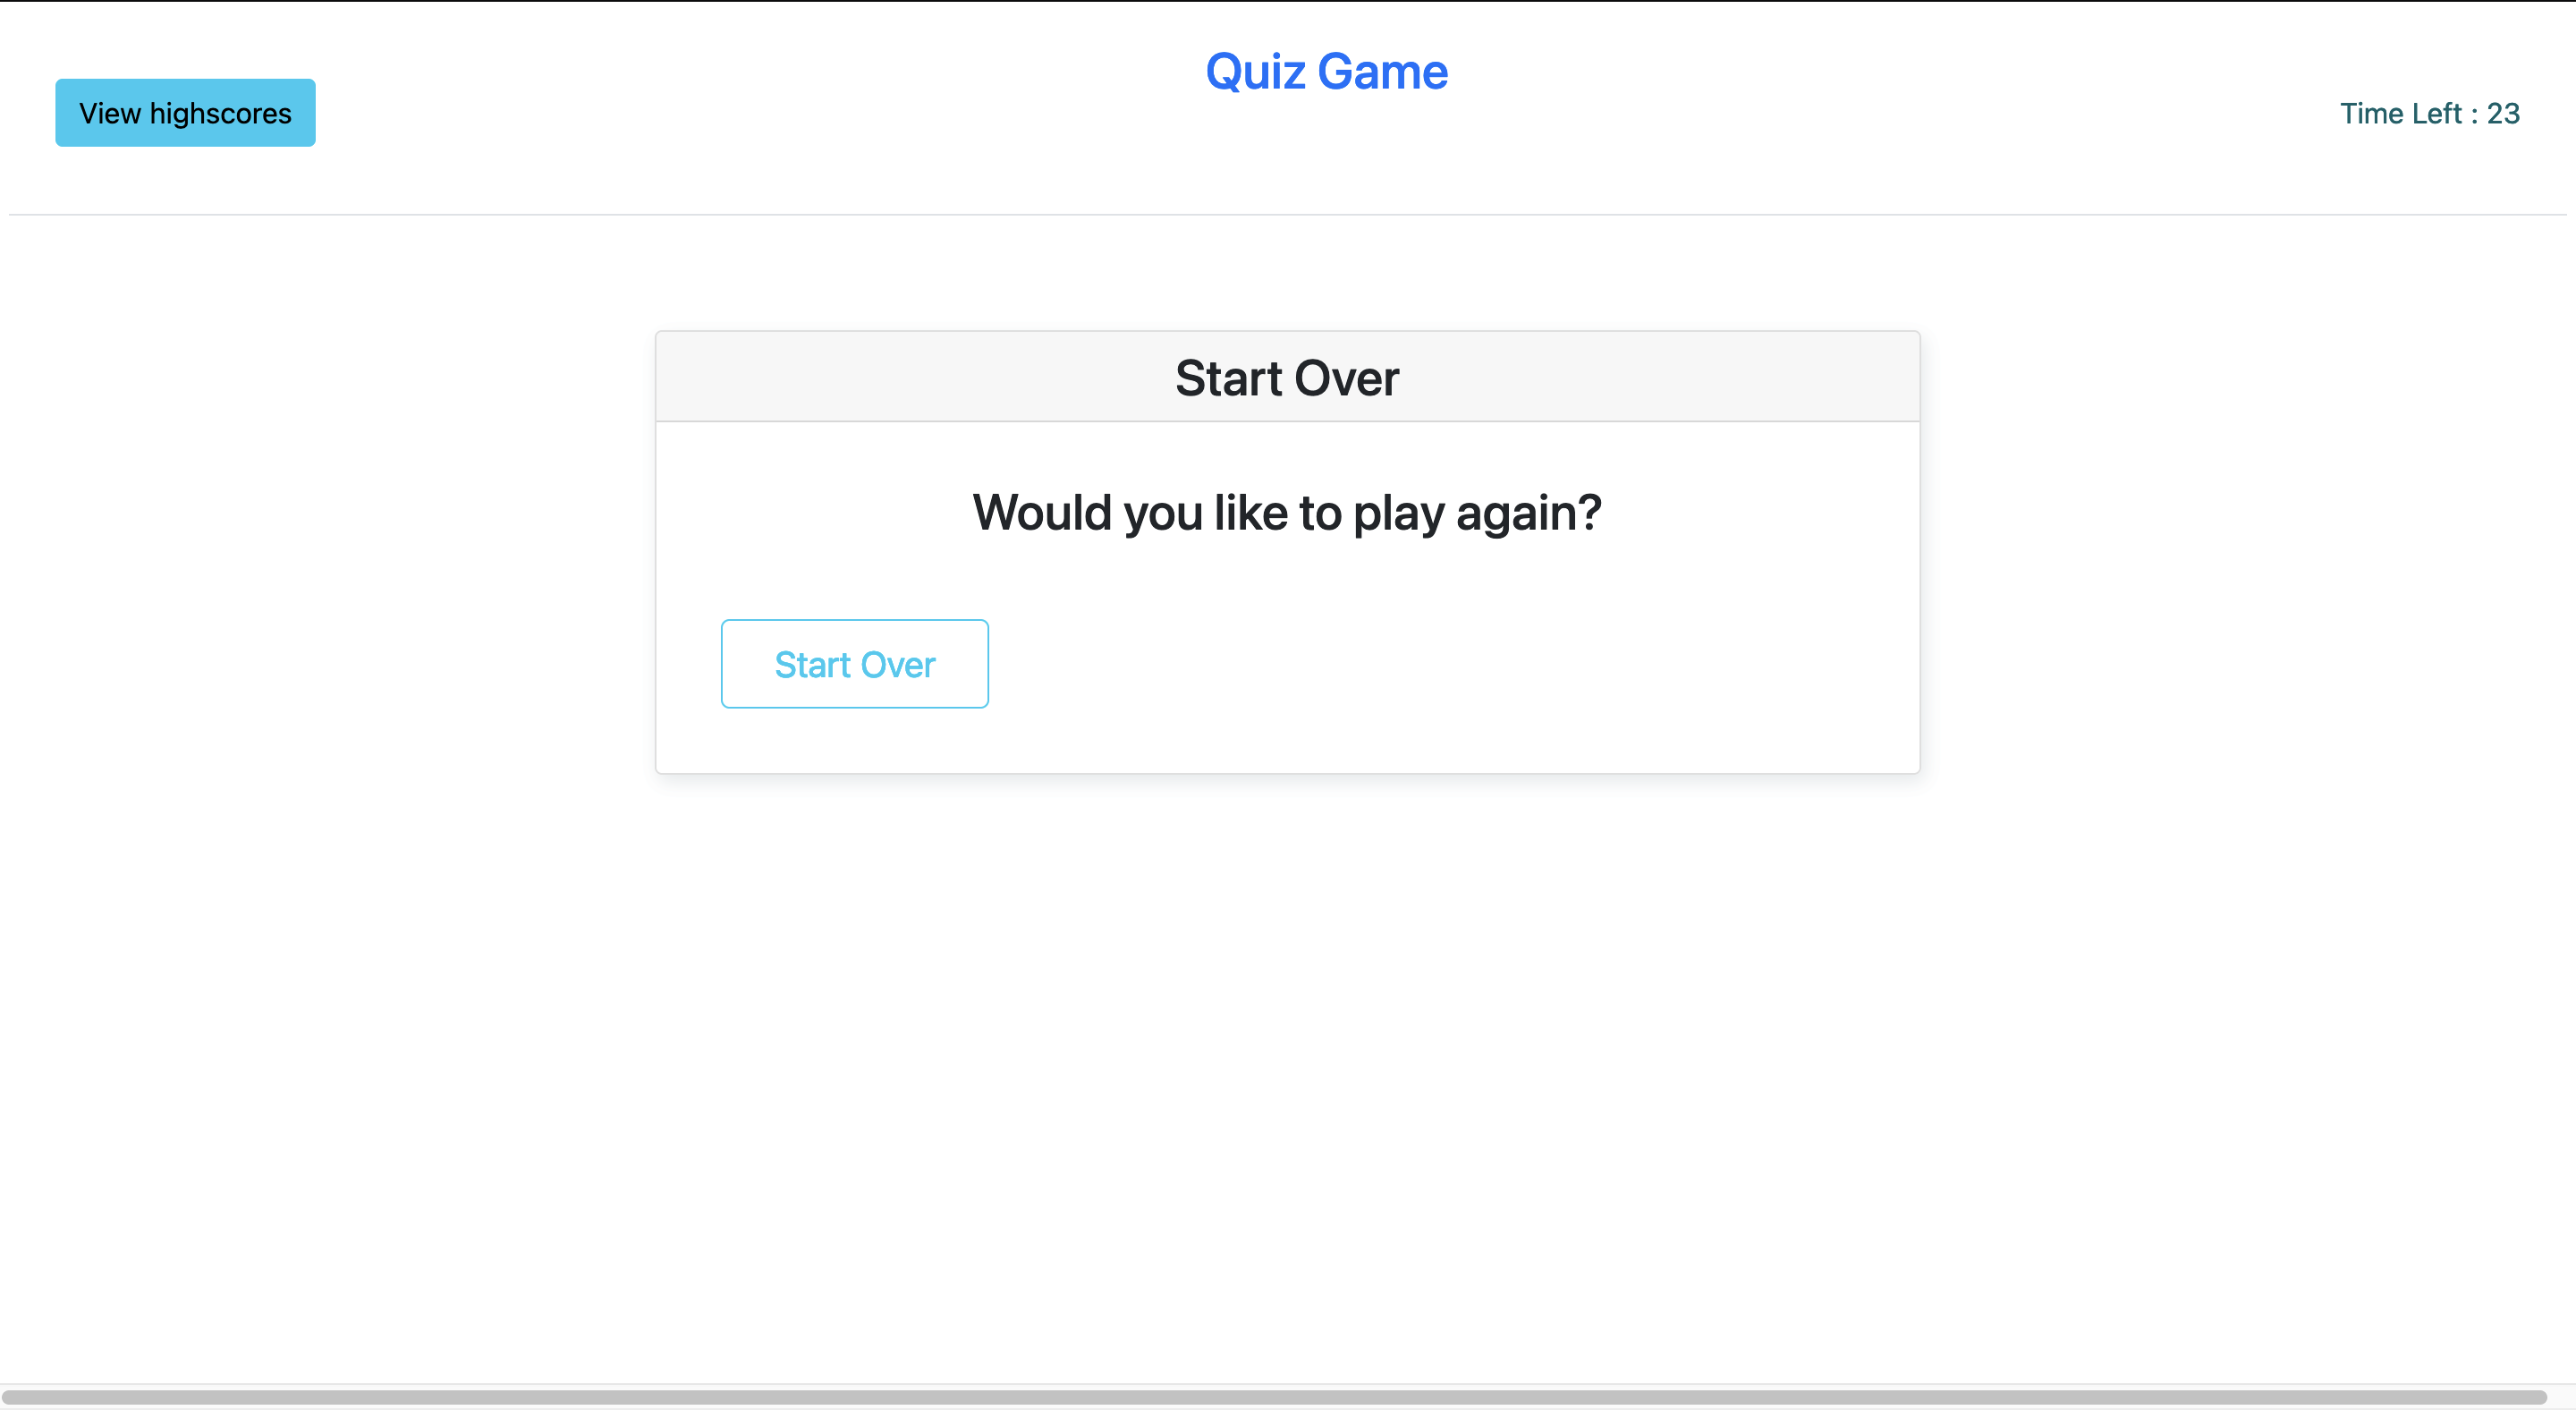 Quiz Game
View highscores
Time Left : 23
Start Over
Would you like to play again?
Start Over